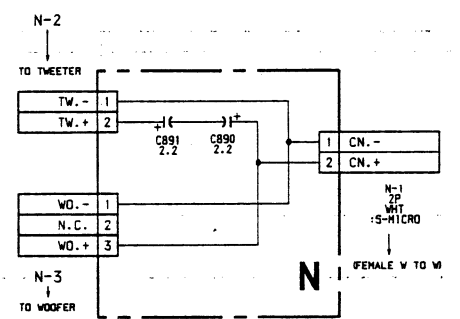 N-2
TO TWEETER
TW.- 1
TW.+ 2
+ +
C891 C890
2.2 2.2
1 CN.-
2 CN.+
WO.- 1
N.C. 2
WO.+ 3
N-1
2P
WHT
:S-MICRO
(FEMALE W TO W)
N
N-3
TO WOOFER